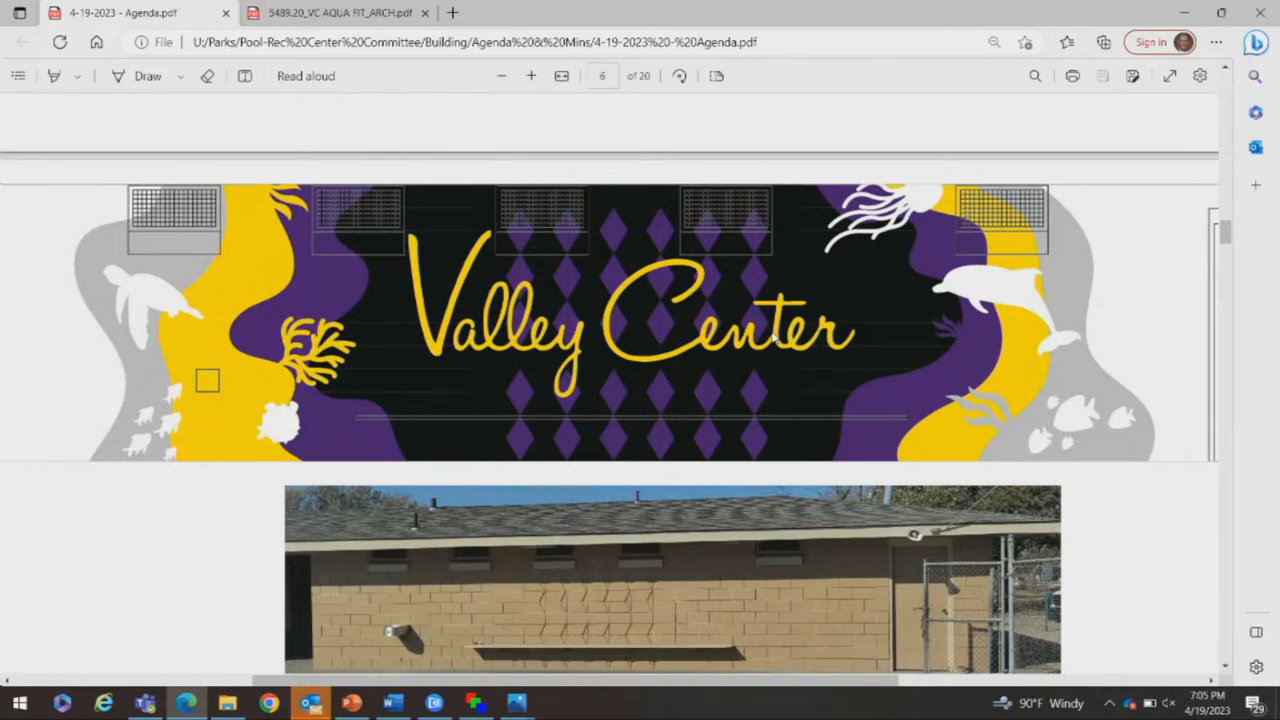 4-19-2023 - Agenda.pdf
5489.20_VC AQUA FIT_ARCH.pdf
File
U:/Parks/Pool-Rec%20Center%20Committee/Building/Agenda%20&%20Mins/4-19-2023%20-%20Agenda.pdf
Sign in
Draw
Read aloud
6 of 20
Valley Center
90°F Windy
7:05 PM
4/19/2023
29